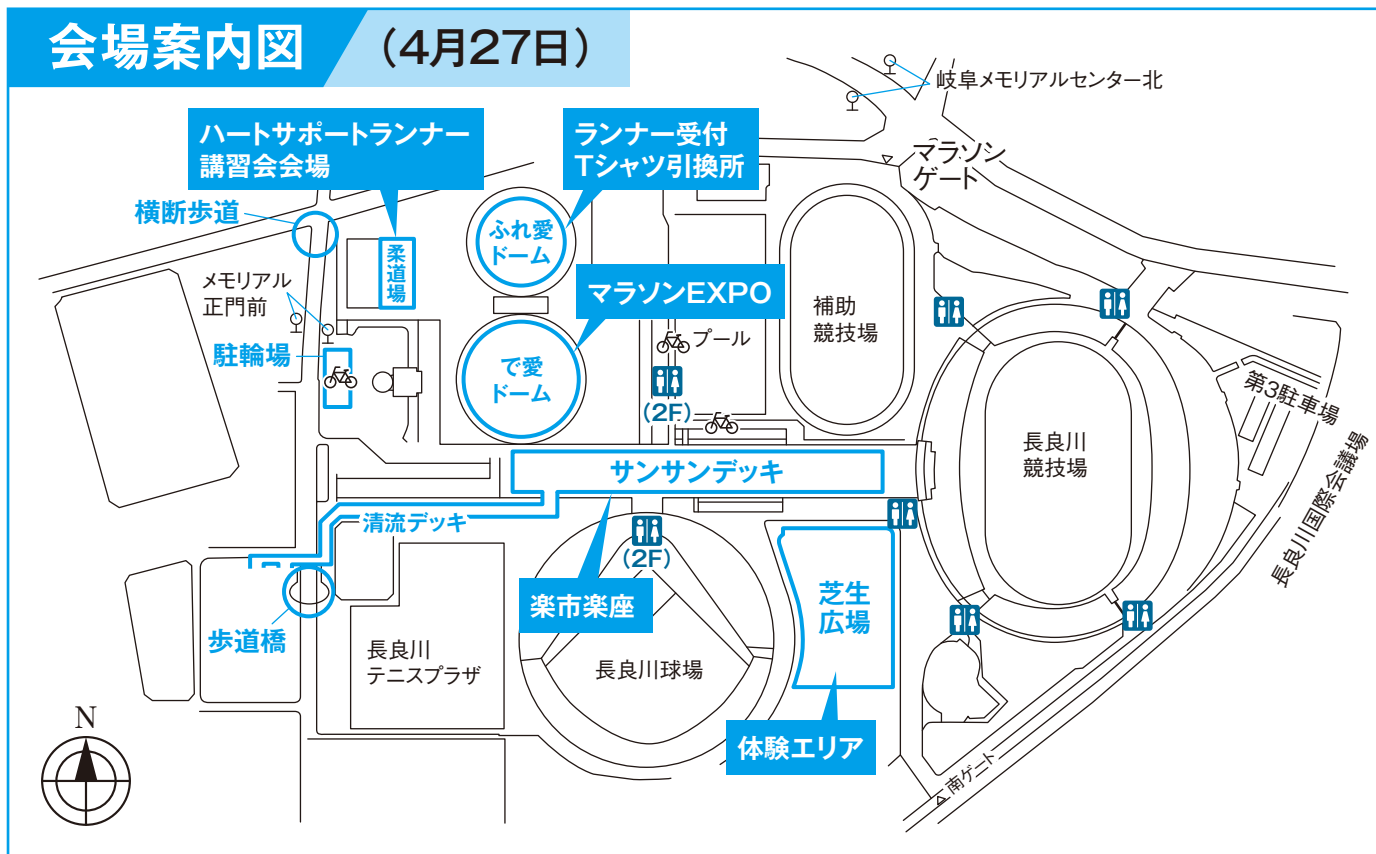 会場案内図
（4月27日）
岐阜メモリアルセンター北
ハートサポートランナー
講習会会場
ランナー受付
Tシャツ引換所
マラソン
ゲート
横断歩道
ふれ愛
ドーム
柔道場
メモリアル
正門前
マラソンEXPO
補助
競技場
プール
駐輪場
で愛
ドーム
(2F)
第3駐車場
長良川
競技場
サンサンデッキ
長良川国際会議場
清流デッキ
(2F)
楽市楽座
芝生
広場
歩道橋
長良川
テニスプラザ
長良川球場
N
体験エリア
南ゲート